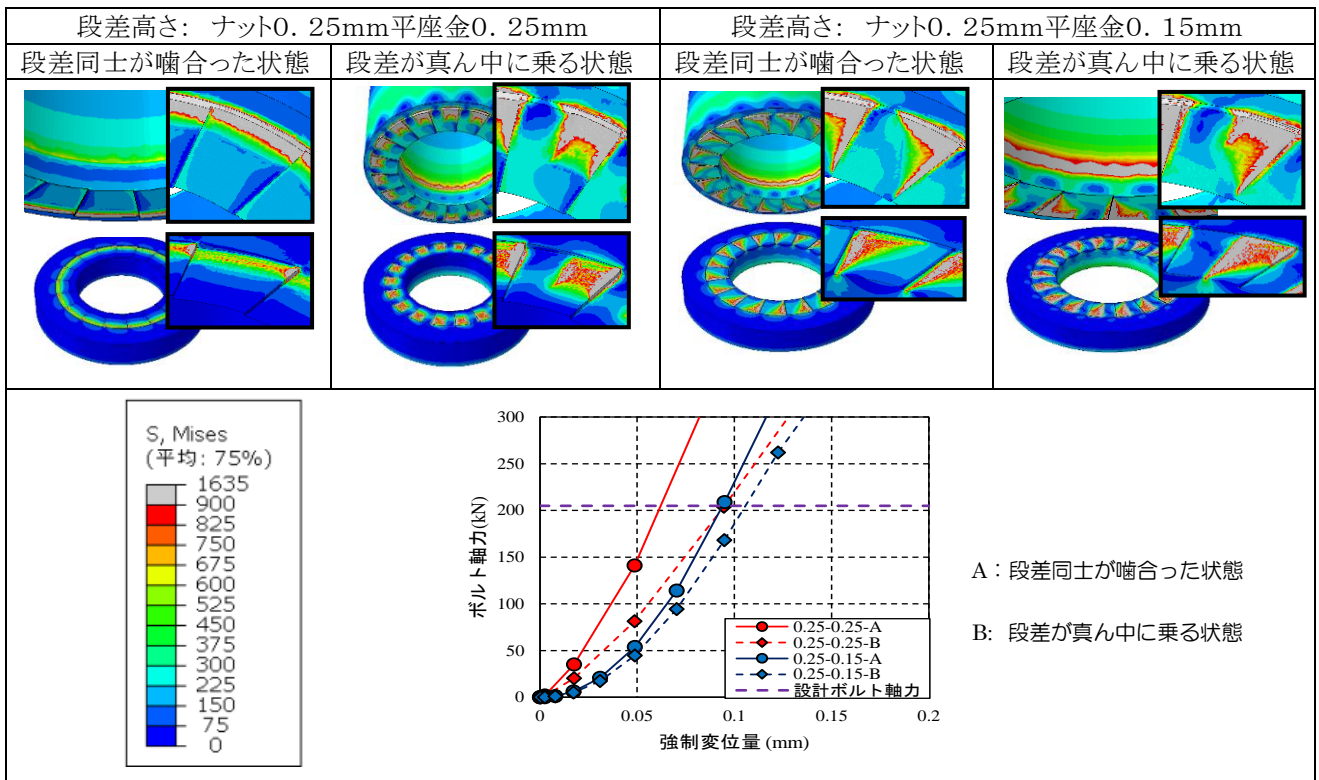 段差高さ： ナット0．25mm平座金0．25mm
段差高さ： ナット0．25mm平座金0．15mm
段差同士が噛合った状態
段差が真ん中に乗る状態
段差同士が噛合った状態
段差が真ん中に乗る状態
S, Mises
(平均: 75%)
1635
900
825
750
675
600
525
450
375
300
225
150
75
0
ボルト軸力(kN)
300
250
200
150
100
50
0
0
0.05
0.1
0.15
0.2
強制変位量 (mm)
0.25-0.25-A
0.25-0.25-B
0.25-0.15-A
0.25-0.15-B
設計ボルト軸力
A：段差同士が噛合った状態
B: 段差が真ん中に乗る状態